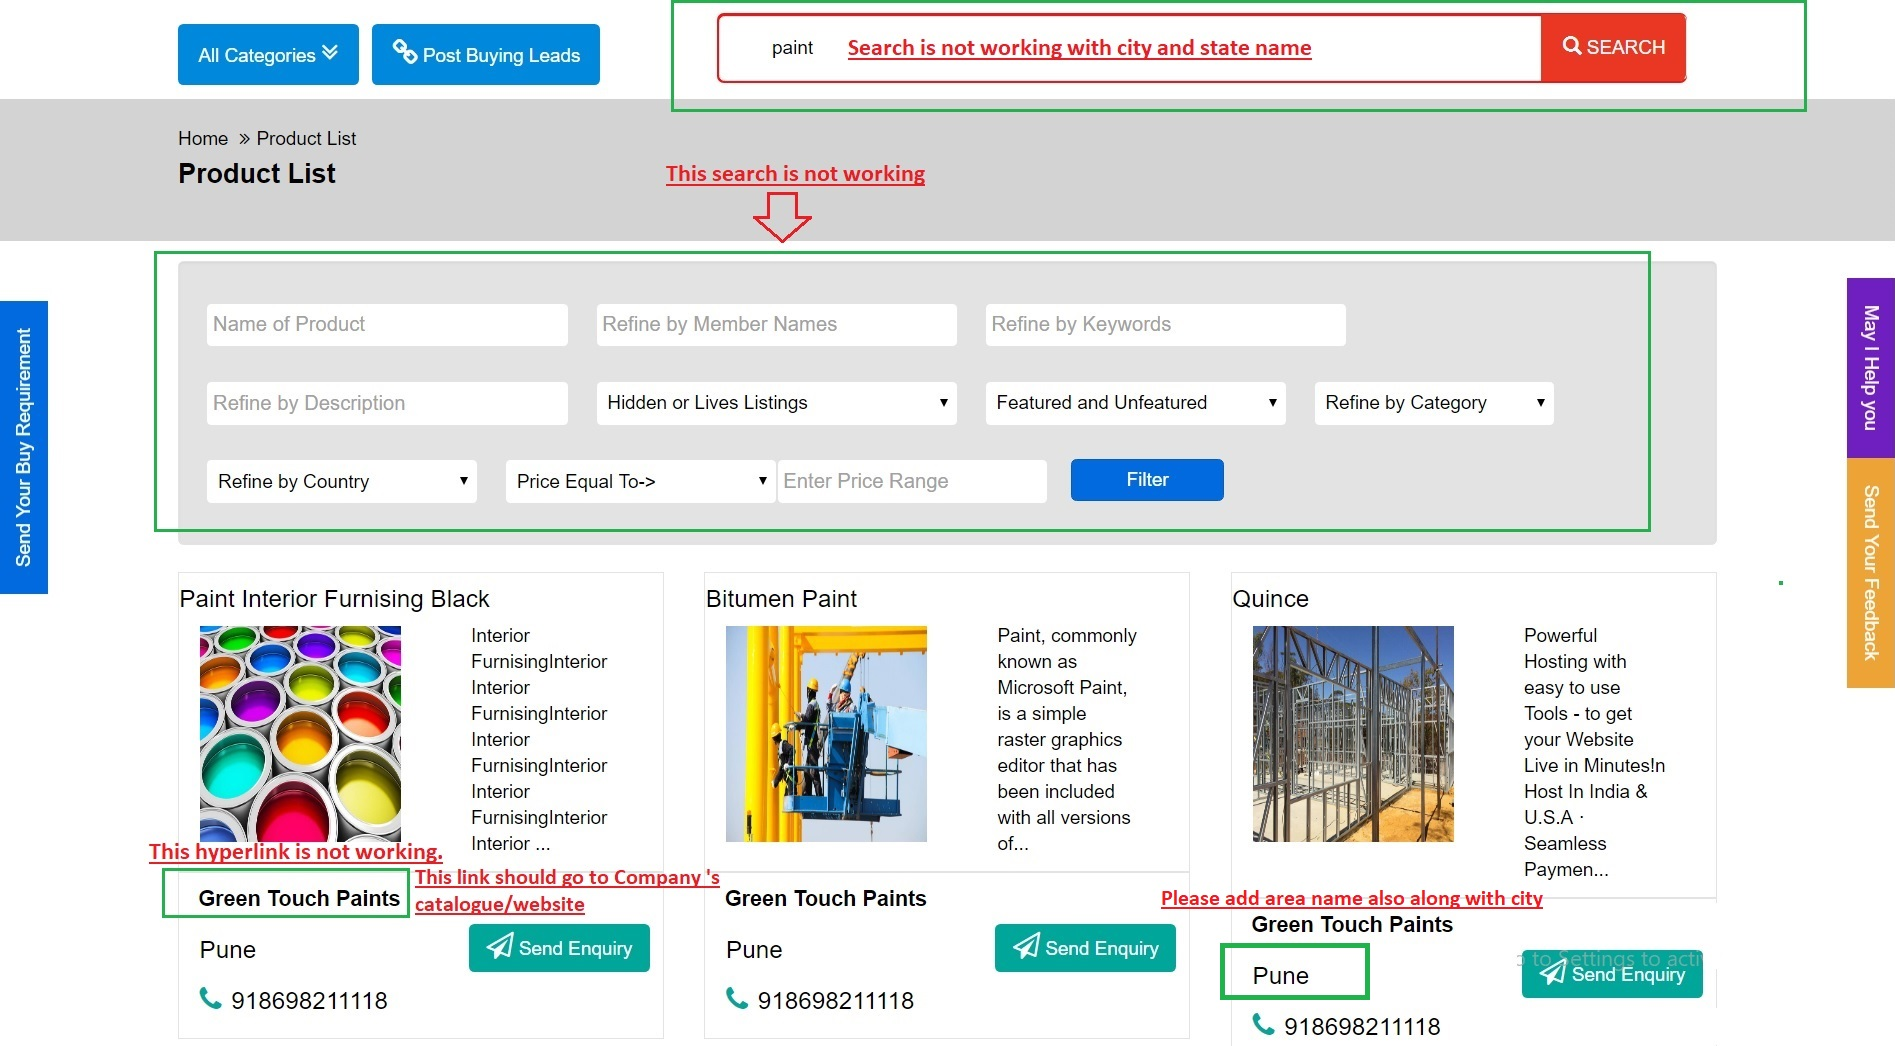 All Categories
Post Buying Leads
paint
Search is not working with city and state name
SEARCH
Home » Product List
Product List
This search is not working
Send Your Buy Requirement
May I Help you
Send Your Feedback
Name of Product
Refine by Member Names
Refine by Keywords
Refine by Description
Hidden or Lives Listings
Featured and Unfeatured
Refine by Category
Refine by Country
Price Equal To->
Enter Price Range
Filter
Paint Interior Furnising Black
Interior
FurnisingInterior
Interior
FurnisingInterior
Interior
FurnisingInterior
Interior
FurnisingInterior
Interior ...
This hyperlink is not working.
This link should go to Company 's
catalogue/website
Green Touch Paints
Pune
Send Enquiry
918698211118
Bitumen Paint
Paint, commonly
known as
Microsoft Paint,
is a simple
raster graphics
editor that has
been included
with all versions
of...
Green Touch Paints
Pune
Send Enquiry
918698211118
Quince
Powerful
Hosting with
easy to use
Tools - to get
your Website
Live in Minutes!n
Host In India &
U.S.A ·
Seamless
Paymen...
Please add area name also along with city
Green Touch Paints
Pune
to Settings to
Send Enquiry
918698211118